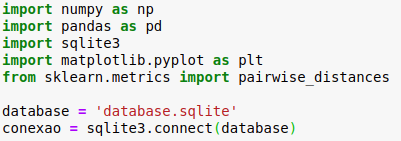 import numpy as np
import pandas as pd
import sqlite3
import matplotlib.pyplot as plt
from sklearn.metrics import pairwise_distances
database = 'database.sqlite'
conexao = sqlite3.connect(database)